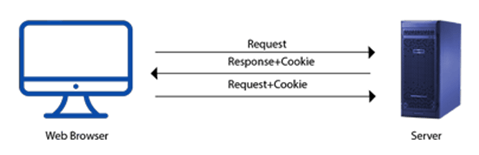 Request
Response+Cookie
Request+Cookie
Web Browser
Server